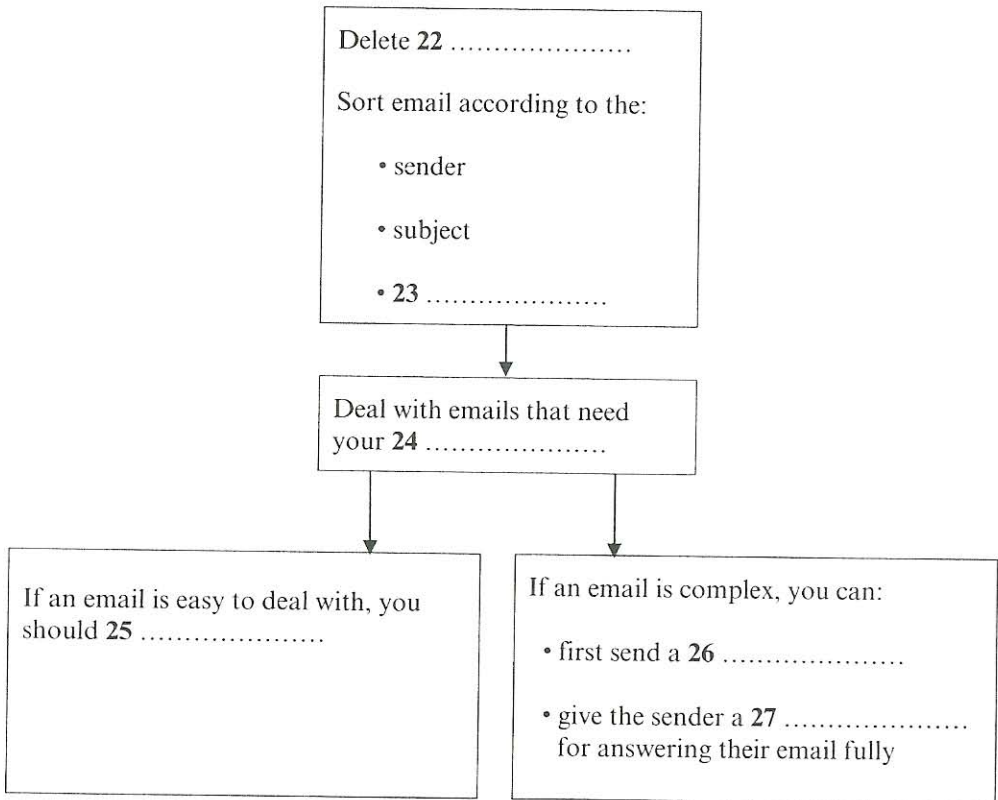 Delete 22 ......................
Sort email according to the:
• sender
• subject
• 23 ......................
Deal with emails that need
your 24 ......................
If an email is easy to deal with, you
should 25 ......................
If an email is complex, you can:
• first send a 26 ......................
• give the sender a 27 ......................
for answering their email fully